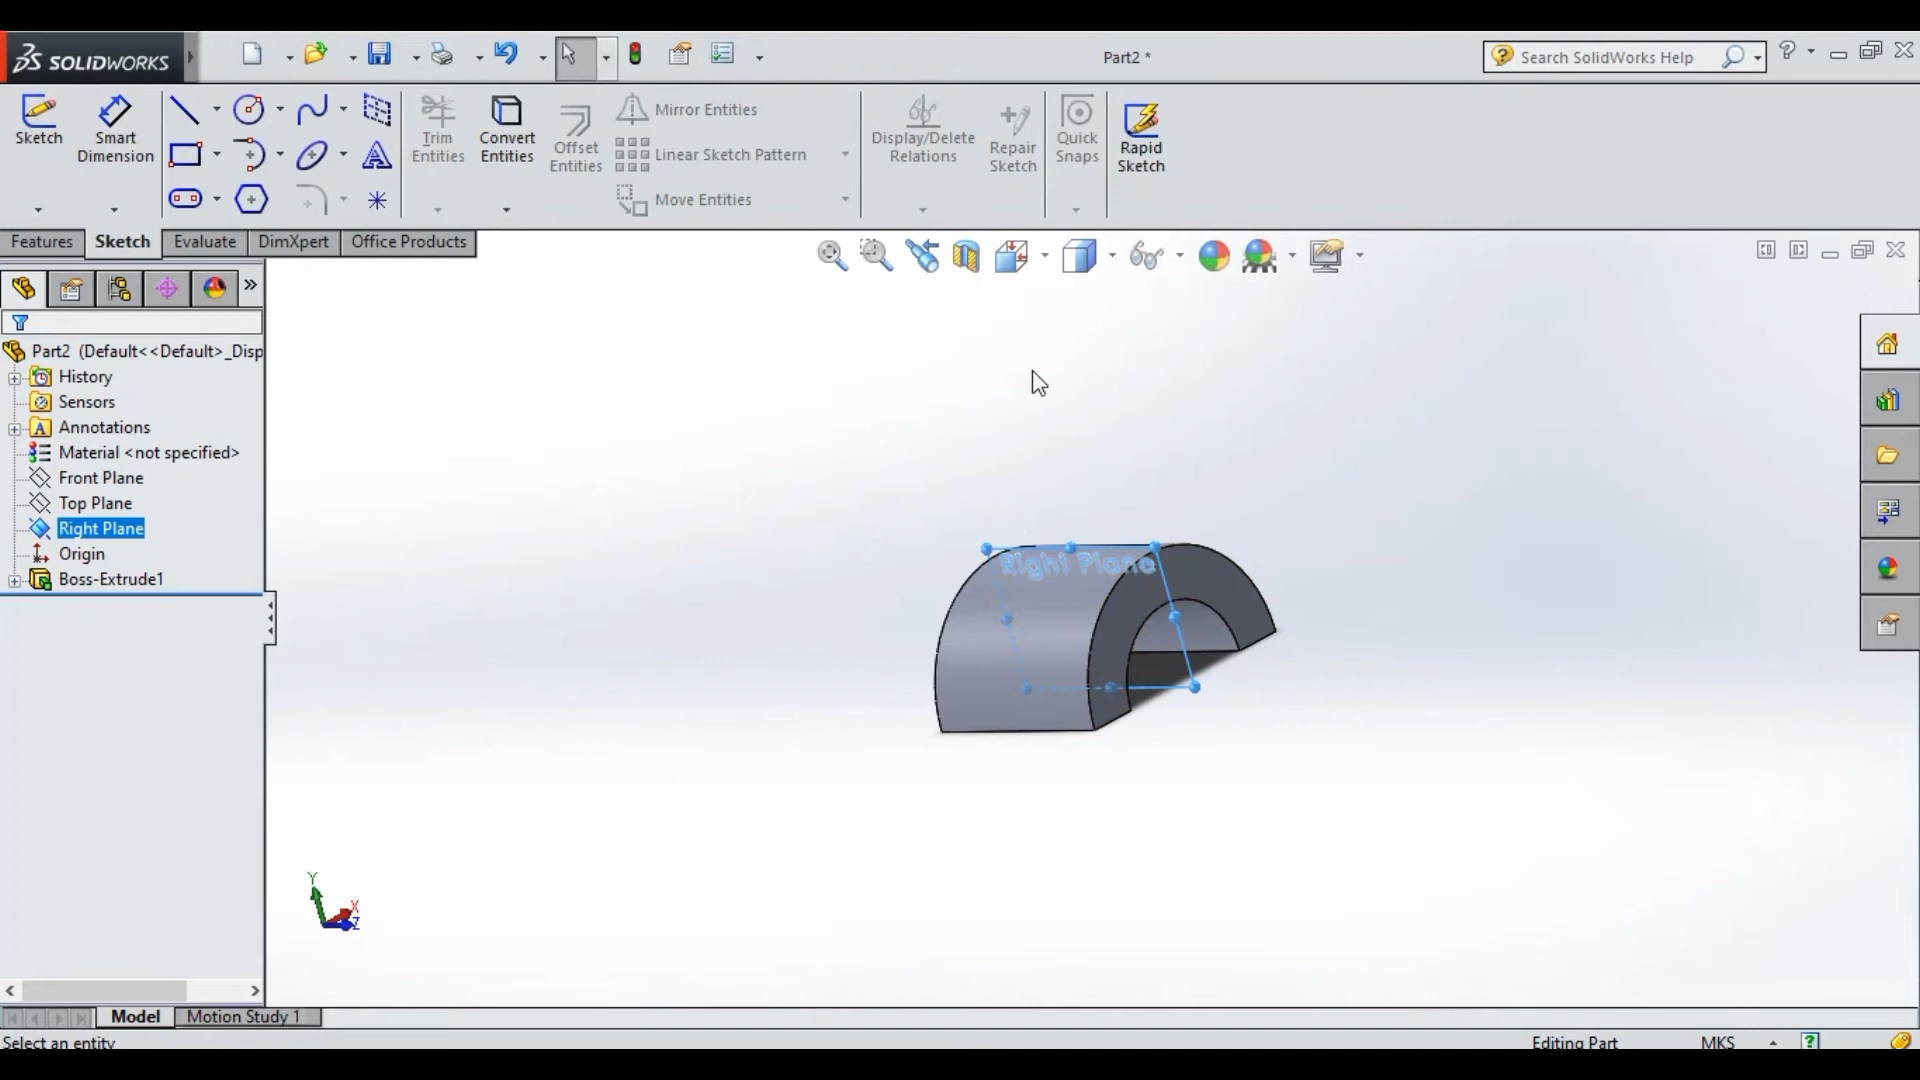 SOLIDWORKS
Part2 *
Search SolidWorks Help
Sketch
Smart
Dimension
Trim
Entities
Convert
Entities
Offset
Entities
Mirror Entities
Linear Sketch Pattern
Move Entities
Display/Delete
Relations
Repair
Sketch
Quick
Snaps
Rapid
Sketch
Features
Sketch
Evaluate
DimXpert
Office Products
Part2 (Default<<Default>_Disp
History
Sensors
Annotations
Material <not specified>
Front Plane
Top Plane
Right Plane
Origin
Boss-Extrude1
Right Plane
Y
X
Z
Model
Motion Study 1
Select an entity
Editing Part
MKS